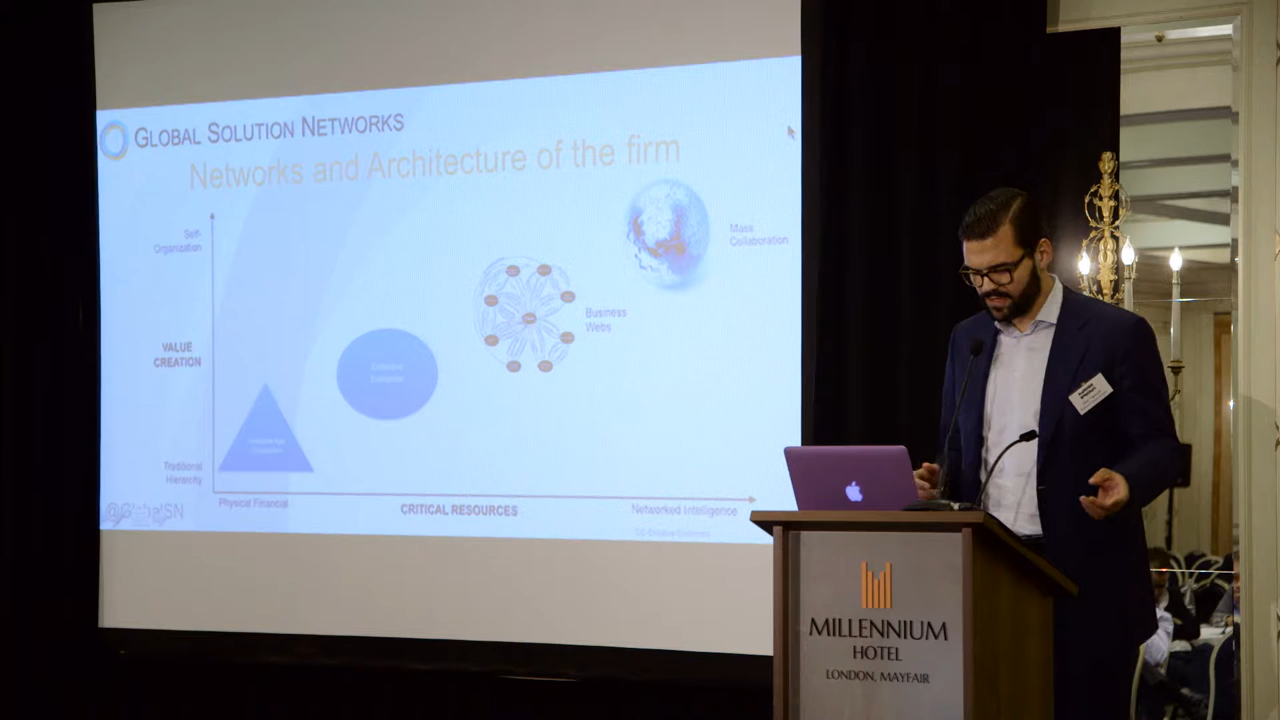 GLOBAL SOLUTION NETWORKS
Networks and Architecture of the firm
Self-
Organization
Mass
Collaboration
Business
Webs
VALUE
CREATION
Traditional
Hierarchy
Physical Financial
CRITICAL RESOURCES
Networked Intelligence
@GlobalSN
MILLENNIUM
HOTEL
LONDON, MAYFAIR